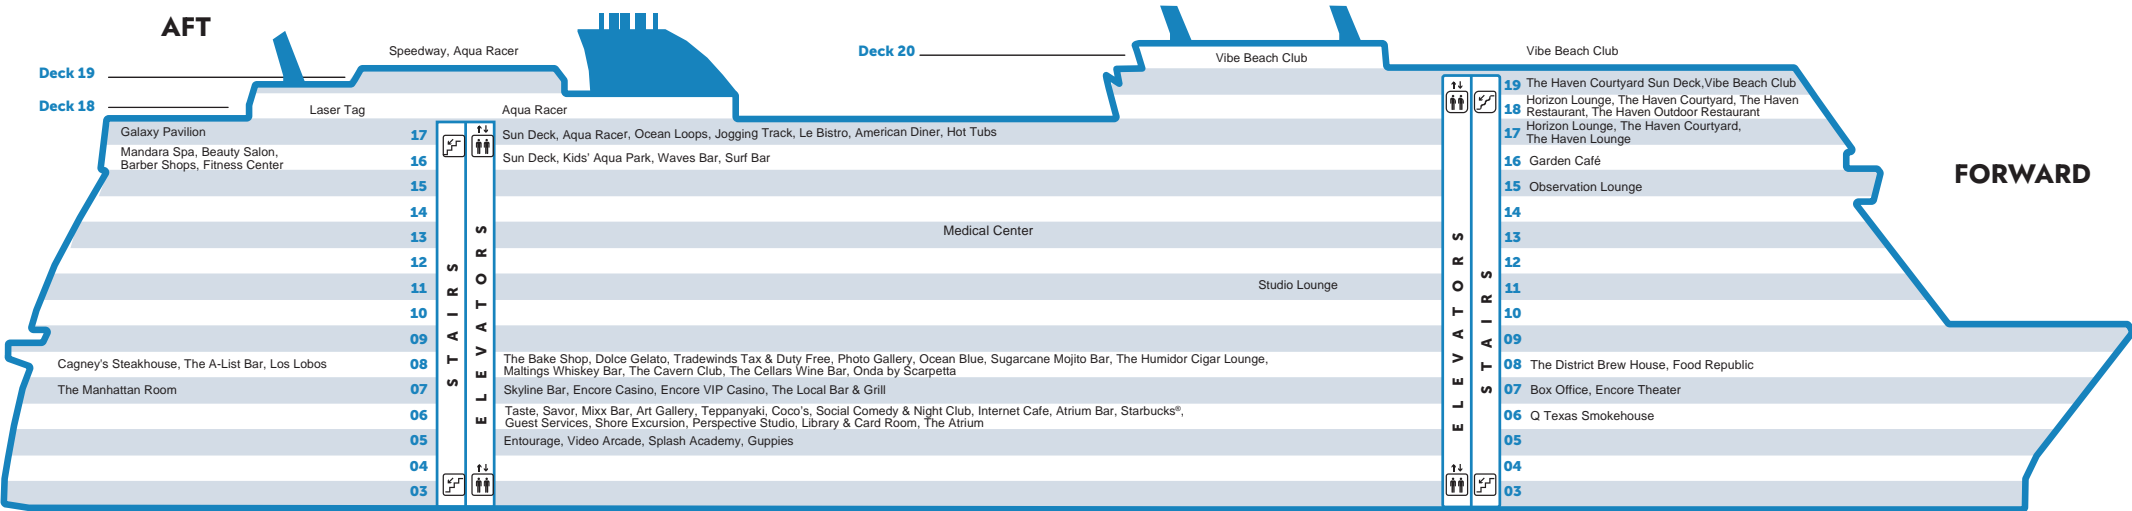 AFT
Speedway, Aqua Racer
Deck 20
Vibe Beach Club
Vibe Beach Club
Deck 19
19 The Haven Courtyard Sun Deck,Vibe Beach Club
Deck 18
Laser Tag
Aqua Racer
18 Horizon Lounge, The Haven Courtyard, The Haven
Restaurant, The Haven Outdoor Restaurant
Galaxy Pavilion
17
Sun Deck, Aqua Racer, Ocean Loops, Jogging Track, Le Bistro, American Diner, Hot Tubs
17 Horizon Lounge, The Haven Courtyard,
The Haven Lounge
Mandara Spa, Beauty Salon,
Barber Shops, Fitness Center
16
Sun Deck, Kids' Aqua Park, Waves Bar, Surf Bar
16 Garden Café
FORWARD
15
15 Observation Lounge
14
14
13
Medical Center
13
12
12
11
Studio Lounge
11
10
10
09
09
STAIRS
ELEVATORS
ELEVATORS
STAIRS
Cagney's Steakhouse, The A-List Bar, Los Lobos
08
The Bake Shop, Dolce Gelato, Tradewinds Tax & Duty Free, Photo Gallery, Ocean Blue, Sugarcane Mojito Bar, The Humidor Cigar Lounge,
Maltings Whiskey Bar, The Cavern Club, The Cellars Wine Bar, Onda by Scarpetta
08 The District Brew House, Food Republic
The Manhattan Room
07
Skyline Bar, Encore Casino, Encore VIP Casino, The Local Bar & Grill
07 Box Office, Encore Theater
06
Taste, Savor, Mixx Bar, Art Gallery, Teppanyaki, Coco's, Social Comedy & Night Club, Internet Cafe, Atrium Bar, Starbucks®,
Guest Services, Shore Excursion, Perspective Studio, Library & Card Room, The Atrium
06 Q Texas Smokehouse
05
Entourage, Video Arcade, Splash Academy, Guppies
05
04
04
03
03